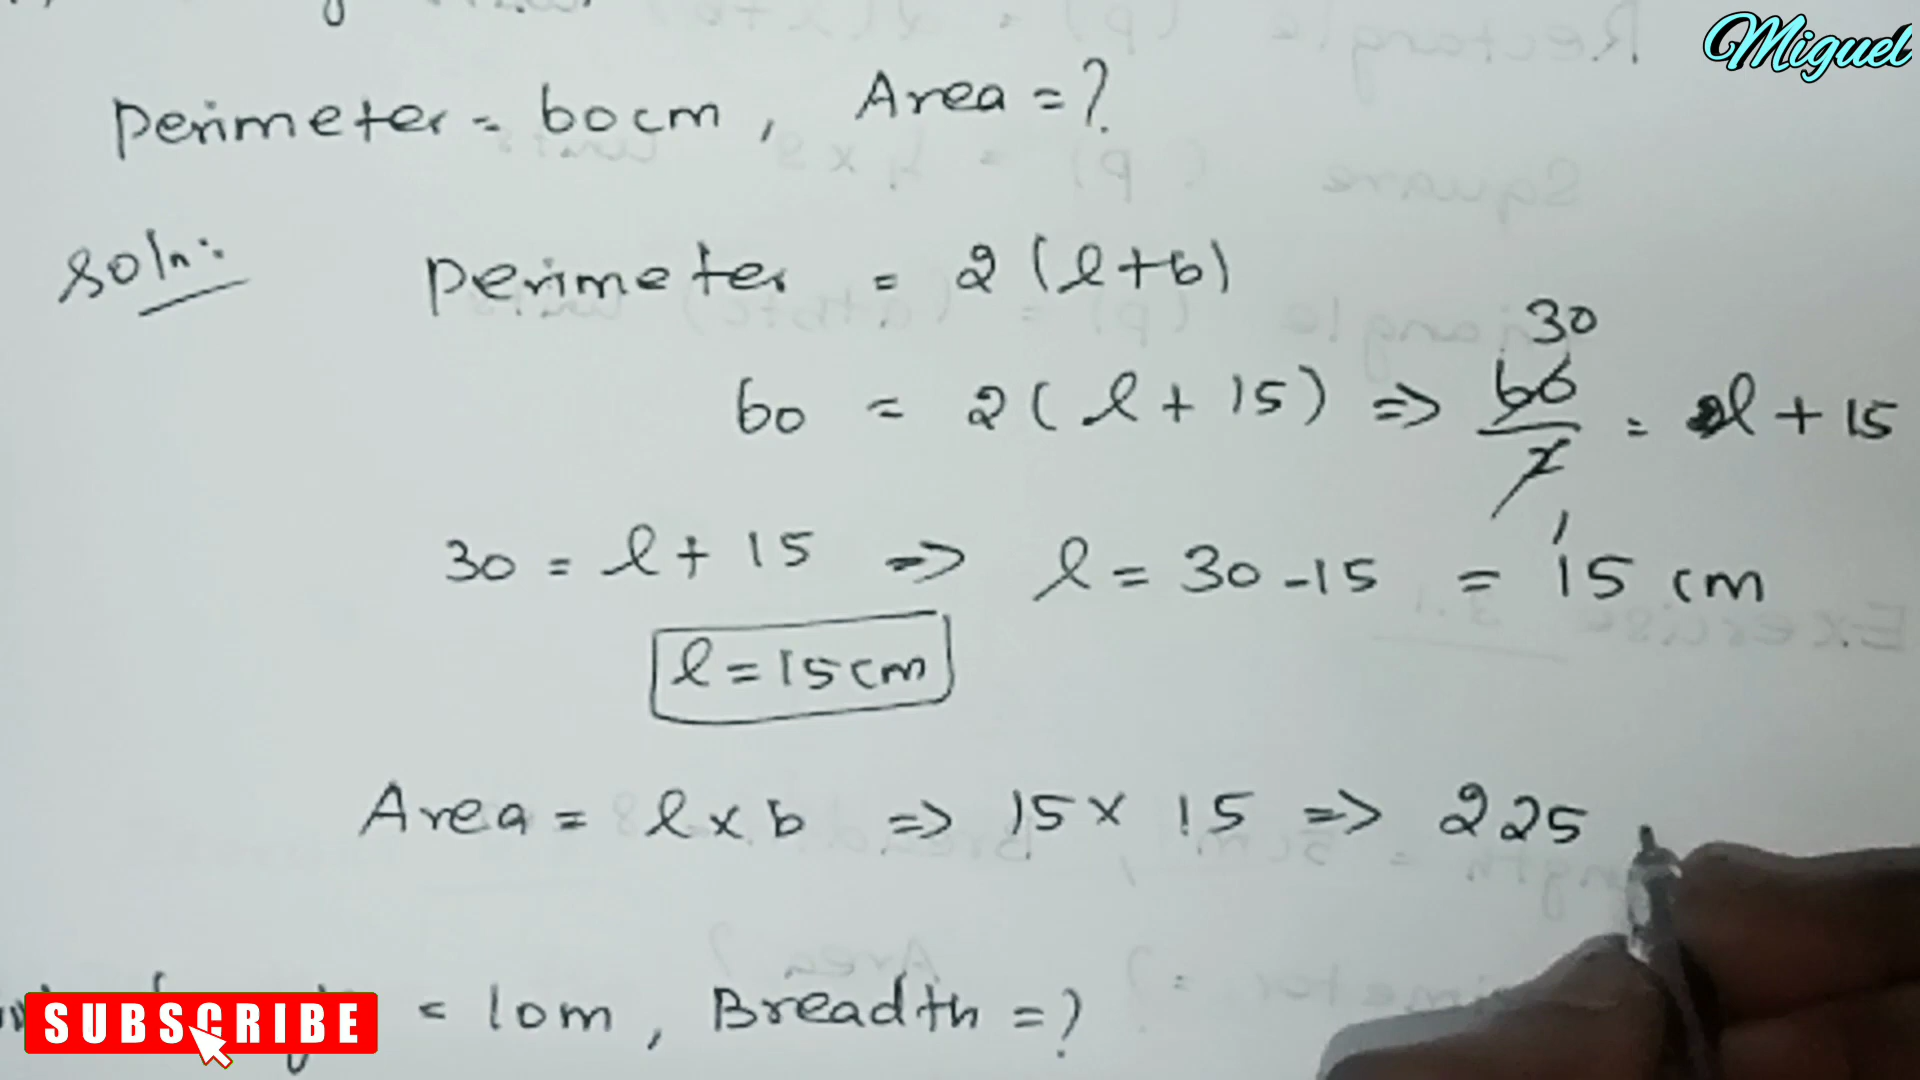 Miguel
Perimeter = 60cm, Area = ?
Soln:
Perimeter = 2(l+b)
60 = 2(l+15) => 60/2 = l + 15
30
1
30 = l + 15 => l = 30 - 15 = 15 cm
l = 15cm
Area = l x b => 15 x 15 => 225
= 10m, Breadth = ?
SUBSCRIBE